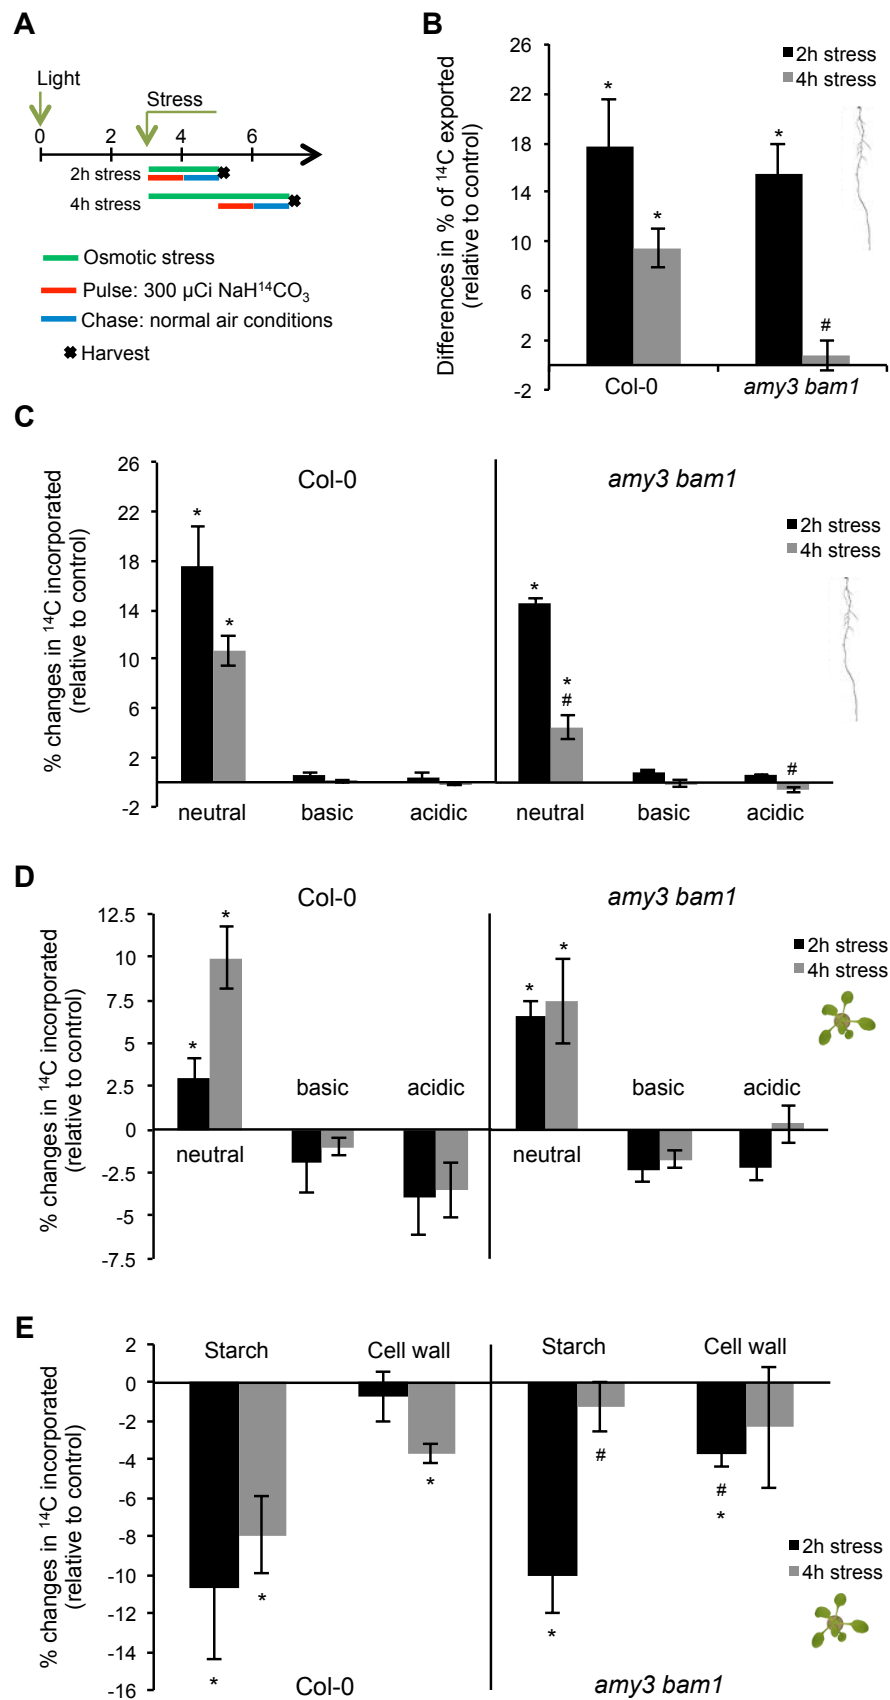 A
Light
Stress
0 2 4 6
2h stress
4h stress
Osmotic stress
Pulse: 300 µCi NaH¹⁴CO₃
Chase: normal air conditions
Harvest
B
Differences in % of ¹⁴C exported
(relative to control)
26
22
18
14
10
6
2
-2
2h stress
4h stress
* * * #
Col-0 amy3 bam1
C
% changes in ¹⁴C incorporated
(relative to control)
26
22
18
14
10
6
2
-2
Col-0 amy3 bam1
2h stress
4h stress
* * * * # #
neutral basic acidic neutral basic acidic
D
% changes in ¹⁴C incorporated
(relative to control)
12.5
10
7.5
5
2.5
0
-2.5
-5
-7.5
Col-0 amy3 bam1
2h stress
4h stress
* * * *
basic acidic basic acidic
neutral neutral
E
% changes in ¹⁴C incorporated
(relative to control)
2
0
-2
-4
-6
-8
-10
-12
-14
-16
Starch Cell wall Starch Cell wall
* * * * # # *
2h stress
4h stress
Col-0 amy3 bam1